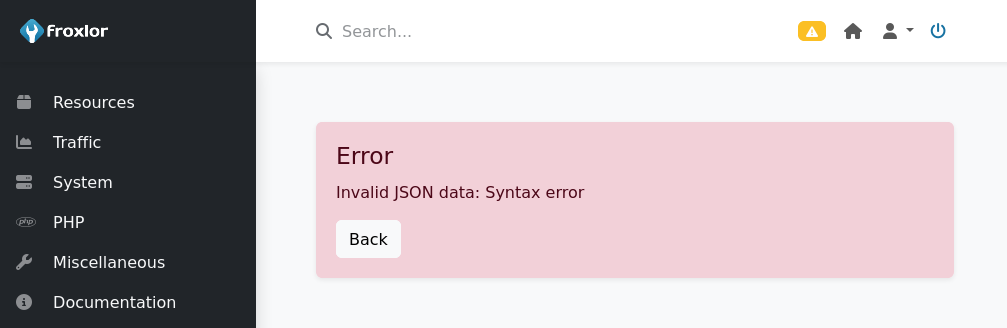 froxlor
Search...
Resources
Traffic
System
php PHP
Miscellaneous
Documentation
Error
Invalid JSON data: Syntax error
Back